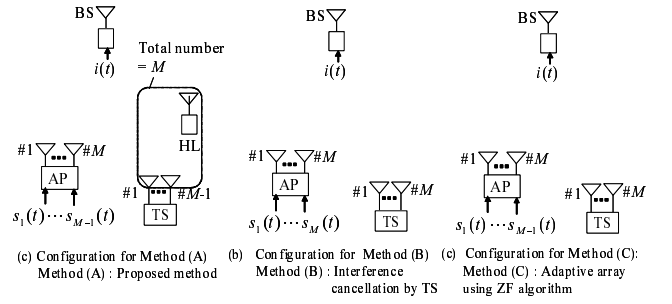 BS
i(t)
Total number
= M
HL
#1 ... #M
AP
s1(t)⋯sM−1(t)
#1 ... #M-1
TS
(c) Configuration for Method (A)
Method (A) : Proposed method
BS
i(t)
#1 ... #M
AP
s1(t)⋯sM(t)
#1 ... #M
TS
(b) Configuration for Method (B)
Method (B) : Interference
cancellation by TS
BS
i(t)
#1 ... #M
AP
s1(t)⋯sM−1(t)
#1 ... #M
TS
(c) Configuration for Method (C):
Method (C) : Adaptive array
using ZF algorithm